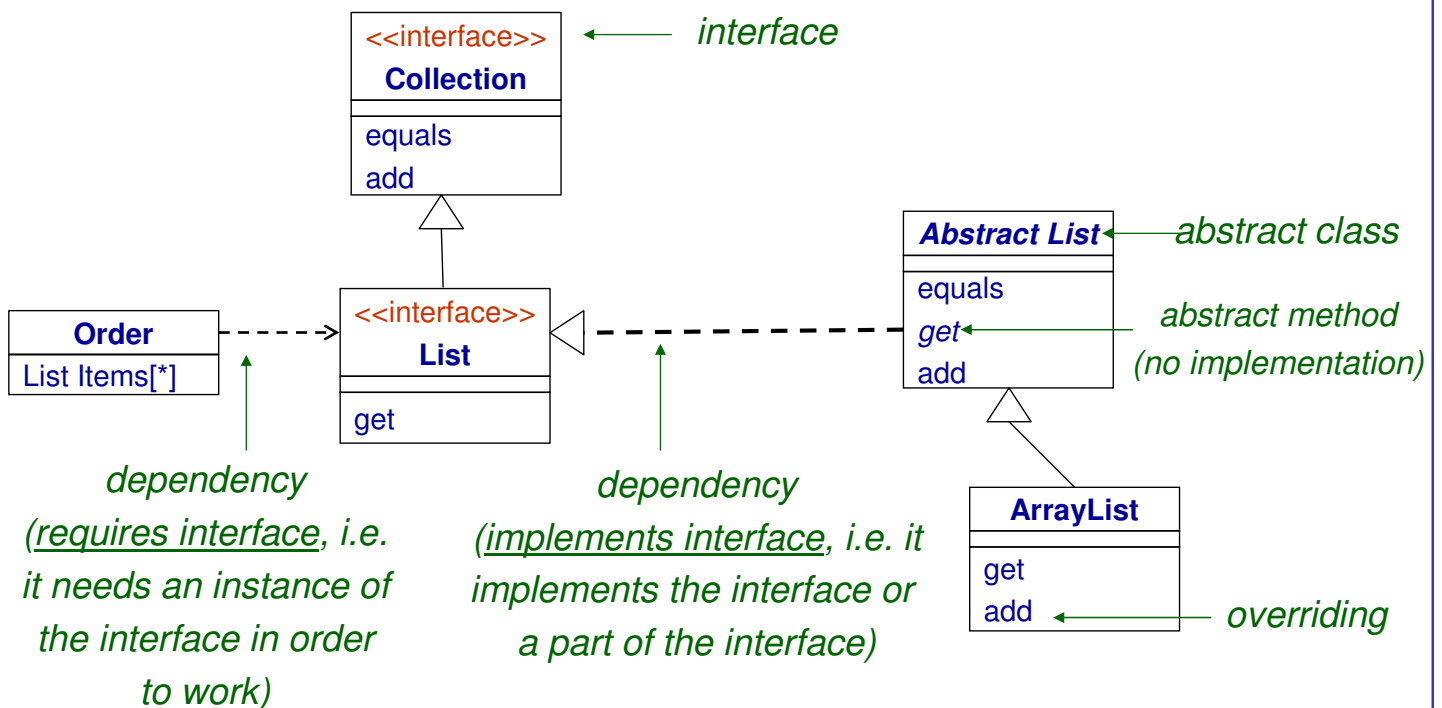 <<interface>>
Collection
equals
add
interface
Abstract List
equals
get
add
abstract class
abstract method
(no implementation)
Order
List Items[*]
<<interface>>
List
get
dependency
(requires interface, i.e.
it needs an instance of
the interface in order
to work)
dependency
(implements interface, i.e. it
implements the interface or
a part of the interface)
ArrayList
get
add
overriding